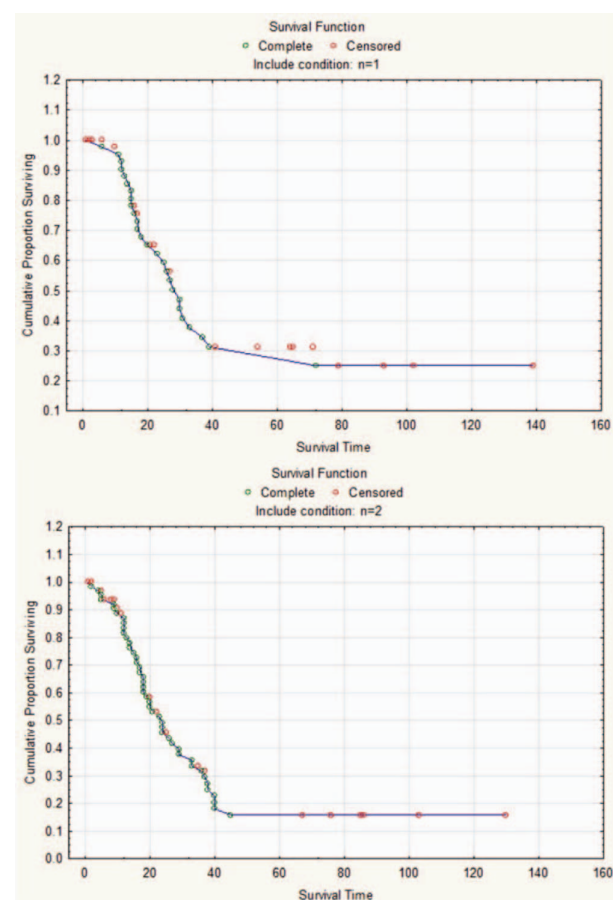 Survival Function
Complete Censored
Include condition: n=1
Cumulative Proportion Surviving
1.2
1.1
1.0
0.9
0.8
0.7
0.6
0.5
0.4
0.3
0.2
0.1
0 20 40 60 80 100 120 140 160
Survival Time
Survival Function
Complete Censored
Include condition: n=2
Cumulative Proportion Surviving
1.2
1.1
1.0
0.9
0.8
0.7
0.6
0.5
0.4
0.3
0.2
0.1
0.0
0 20 40 60 80 100 120 140 160
Survival Time